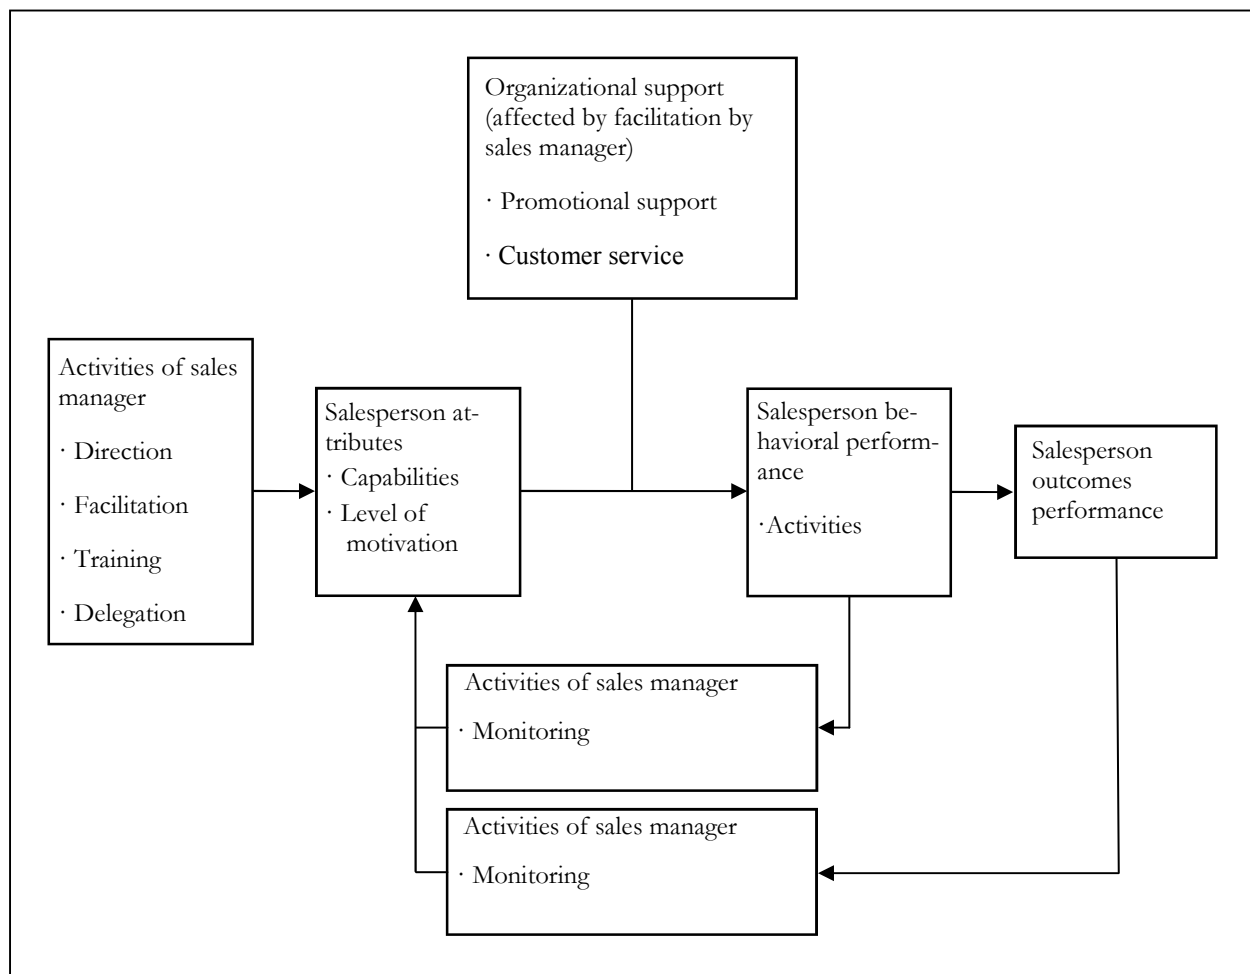 Organizational support
(affected by facilitation by
sales manager)
· Promotional support
· Customer service
Activities of sales
manager
· Direction
· Facilitation
· Training
· Delegation
Salesperson at-
tributes
· Capabilities
· Level of
motivation
Salesperson be-
havioral perform-
ance
·Activities
Salesperson
outcomes
performance
Activities of sales manager
· Monitoring
Activities of sales manager
· Monitoring